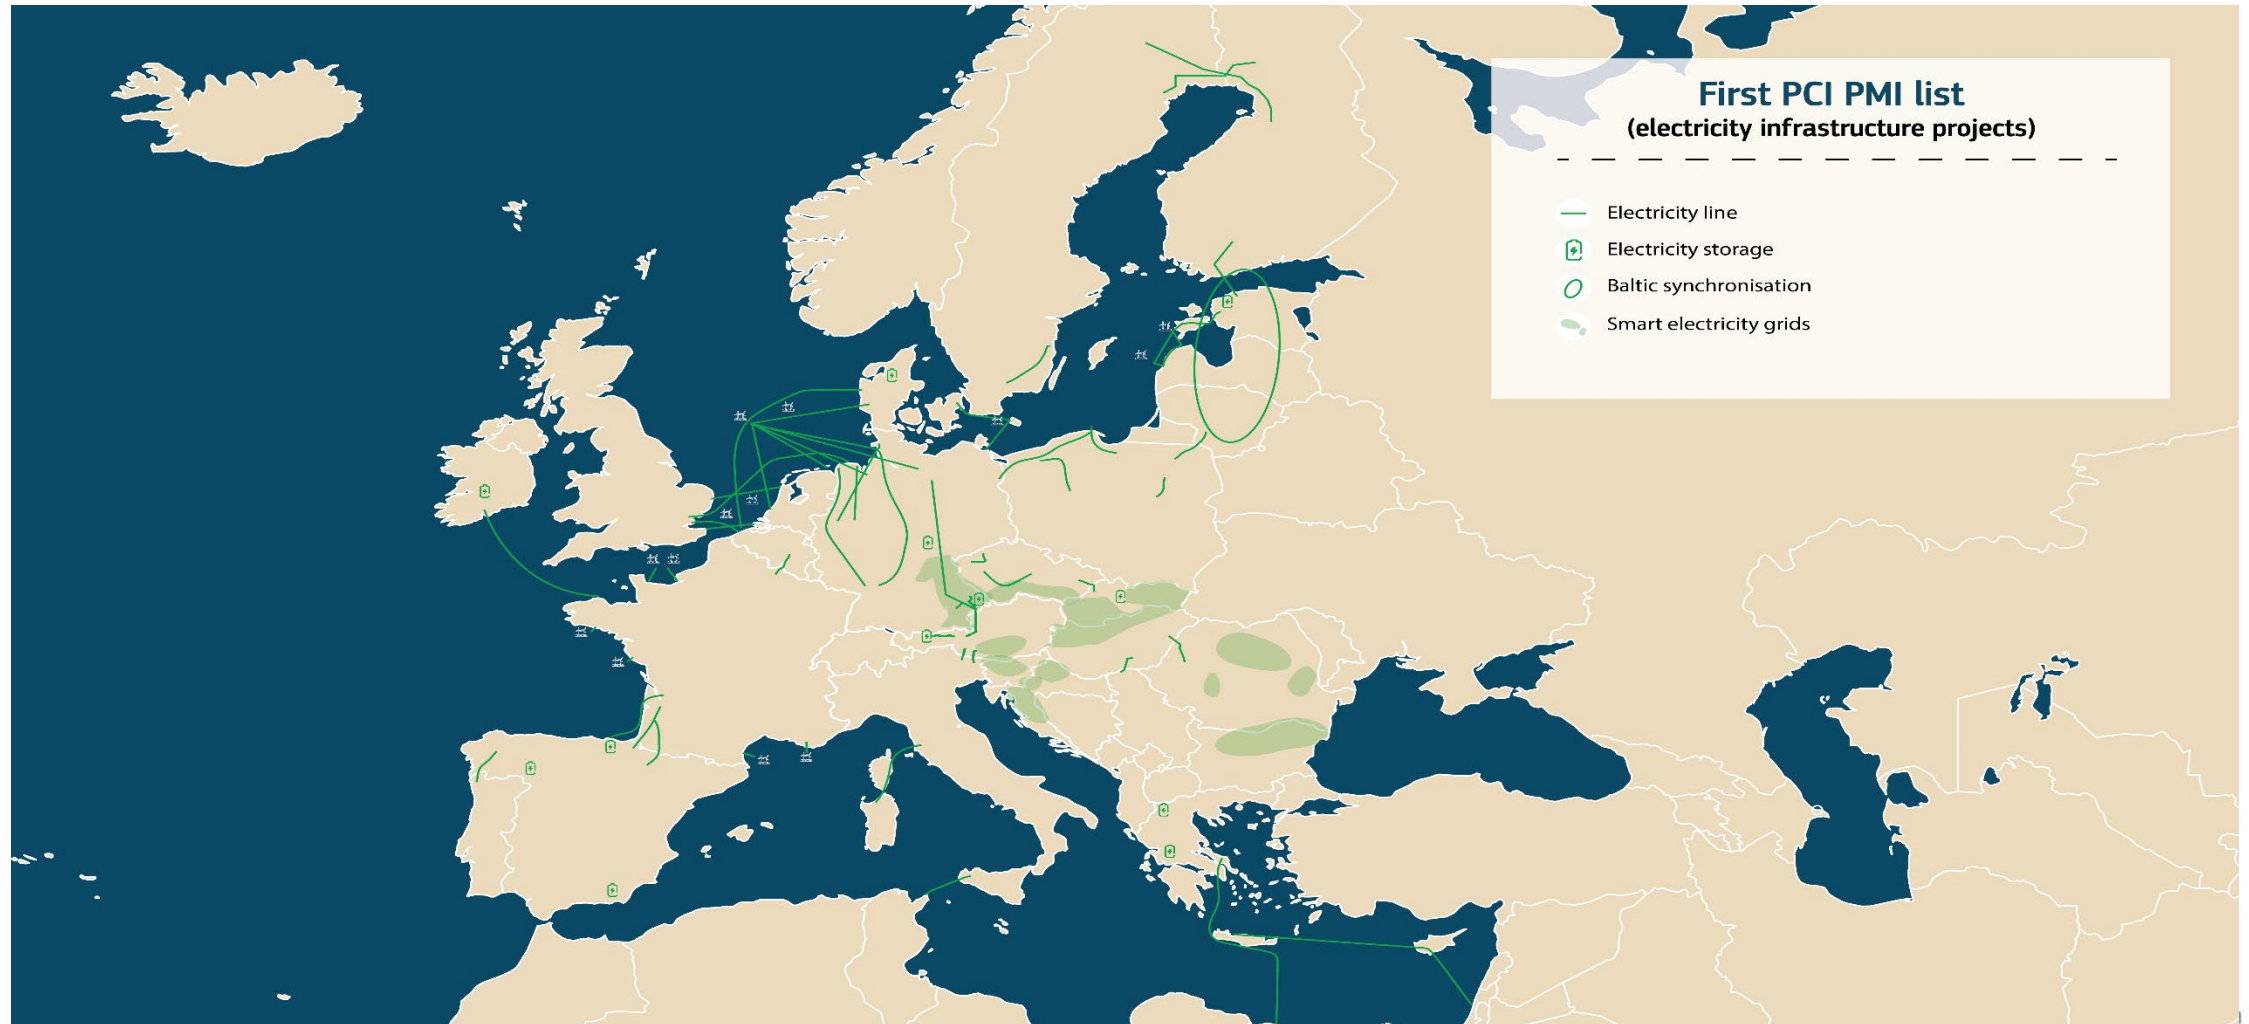 First PCI PMI list
(electricity infrastructure projects)
Electricity line
Electricity storage
Baltic synchronisation
Smart electricity grids